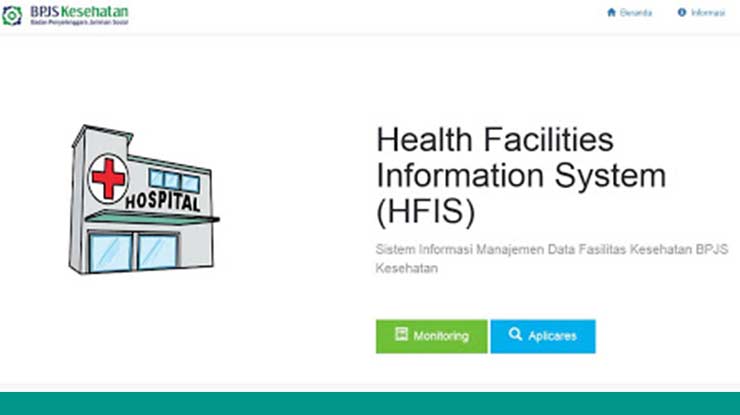 BPJS Kesehatan
Badan Penyelenggara Jaminan Sosial
Beranda
Informasi
HOSPITAL
Health Facilities
Information System
(HFIS)
Sistem Informasi Manajemen Data Fasilitas Kesehatan BPJS
Kesehatan
Monitoring
Aplicares